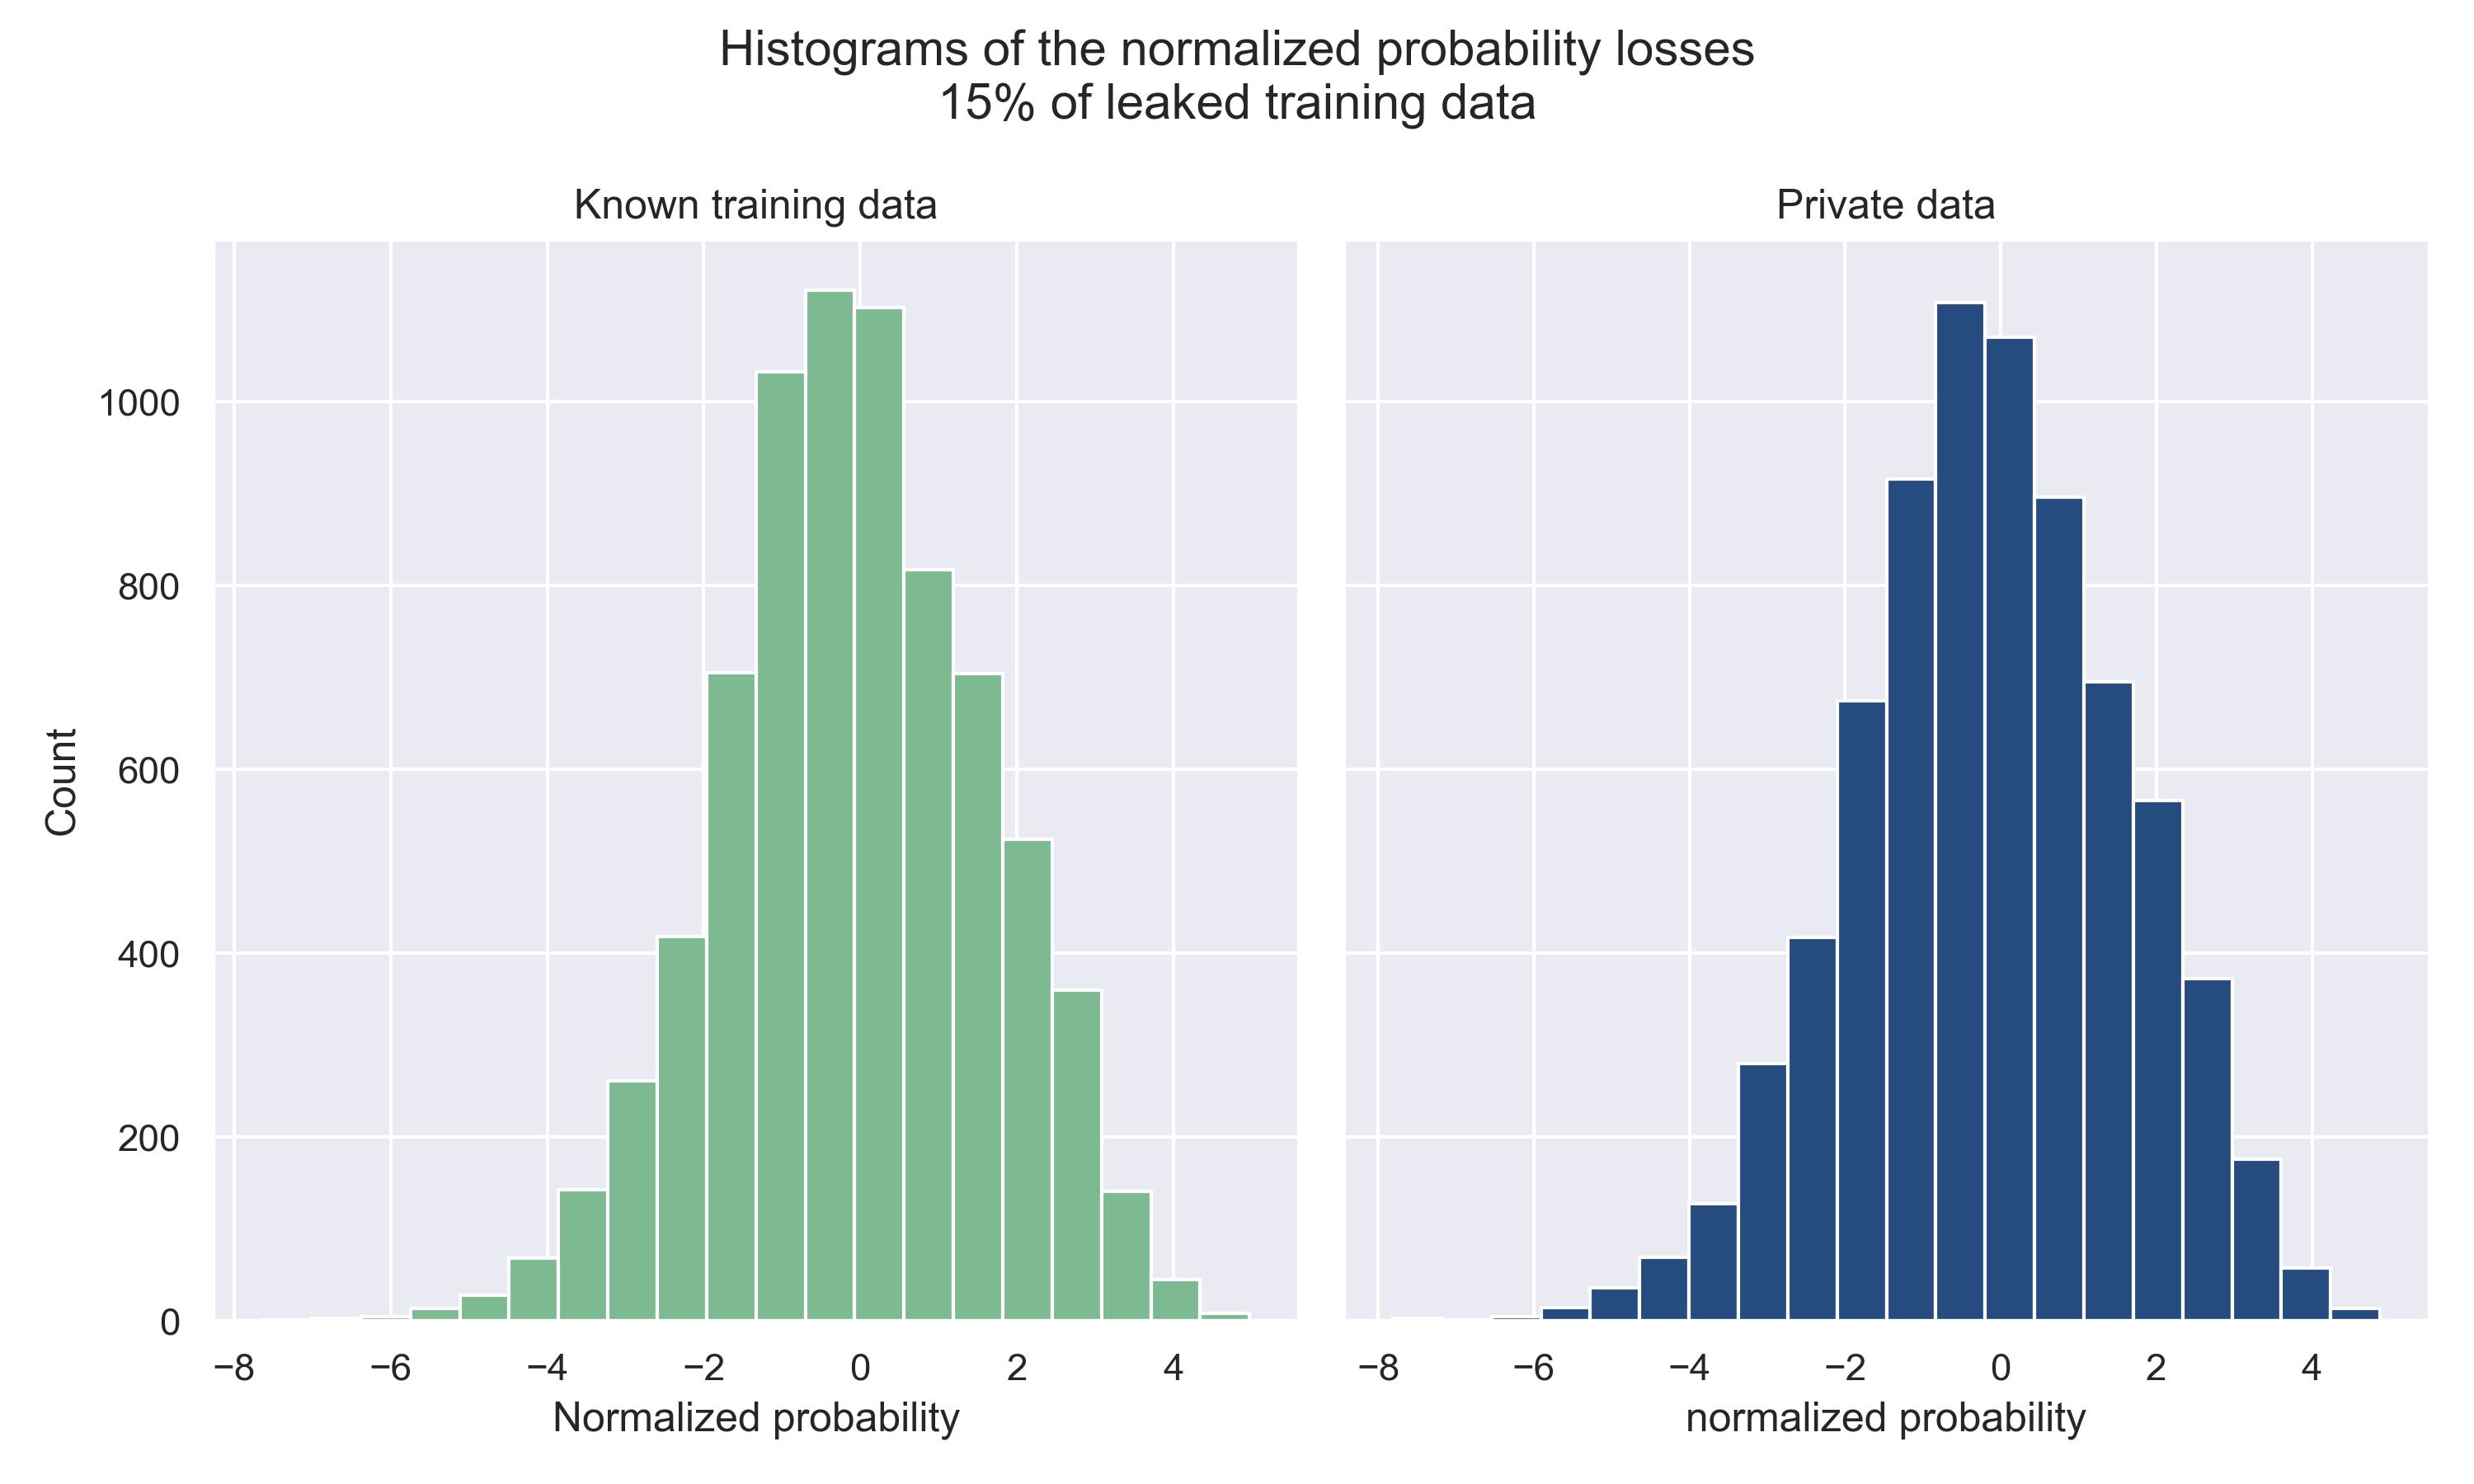 Histograms of the normalized probability losses
15% of leaked training data
Known training data
Private data
Count
1000
800
600
400
200
0
−8 −6 −4 −2 0 2 4
−8 −6 −4 −2 0 2 4
Normalized probability
normalized probability